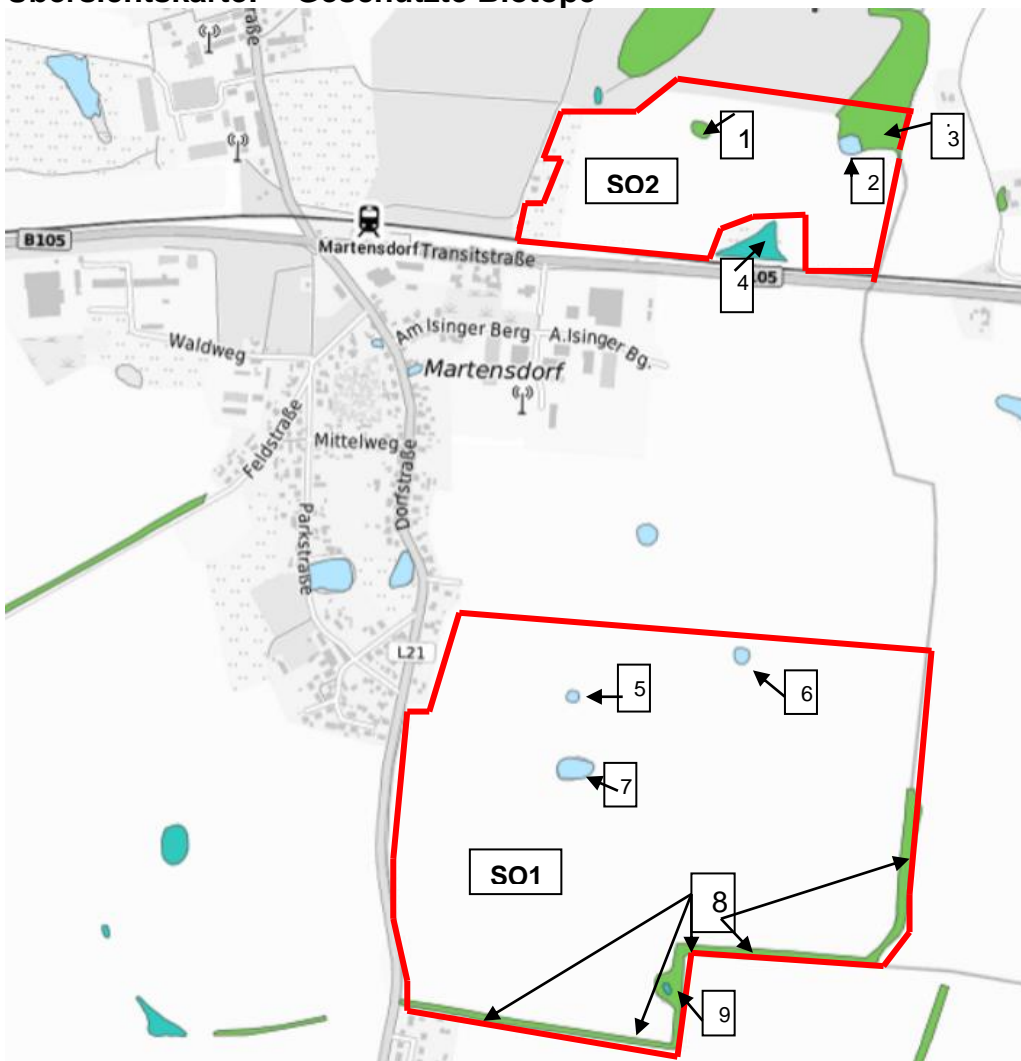 Übersichtskarte: Geschützte Biotope
raße
1
3
2
SO2
B105
Martensdorf
Transitstraße
105
4
Am Isinger Berg
A.Isinger Bg.
Waldweg
Martensdorf
Feldstraße
Mittelweg
Dorfstraße
Parkstraße
L21
5
6
7
SO1
8
9